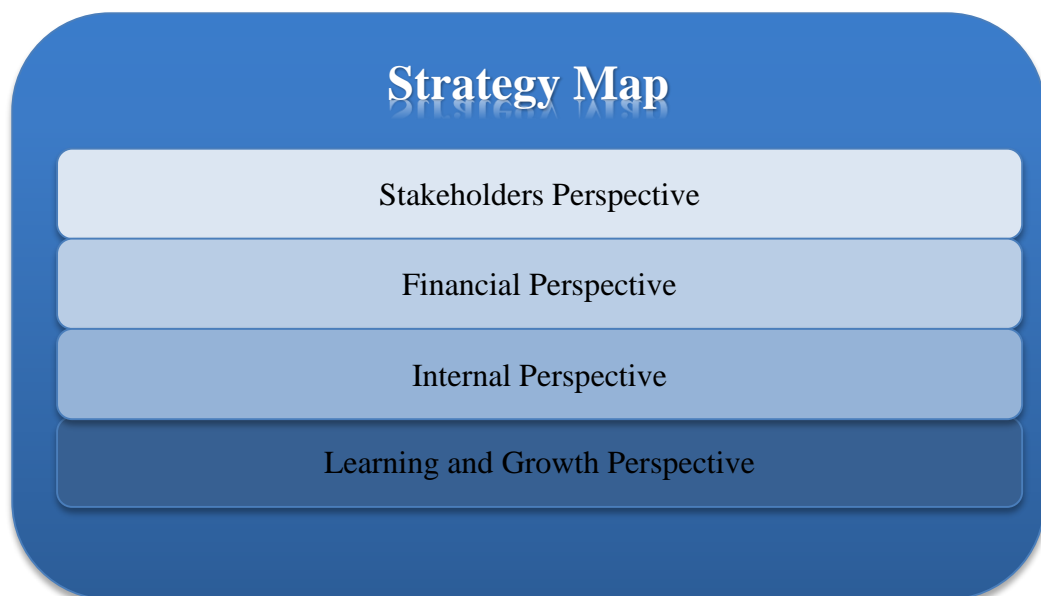 Strategy Map
Stakeholders Perspective
Financial Perspective
Internal Perspective
Learning and Growth Perspective